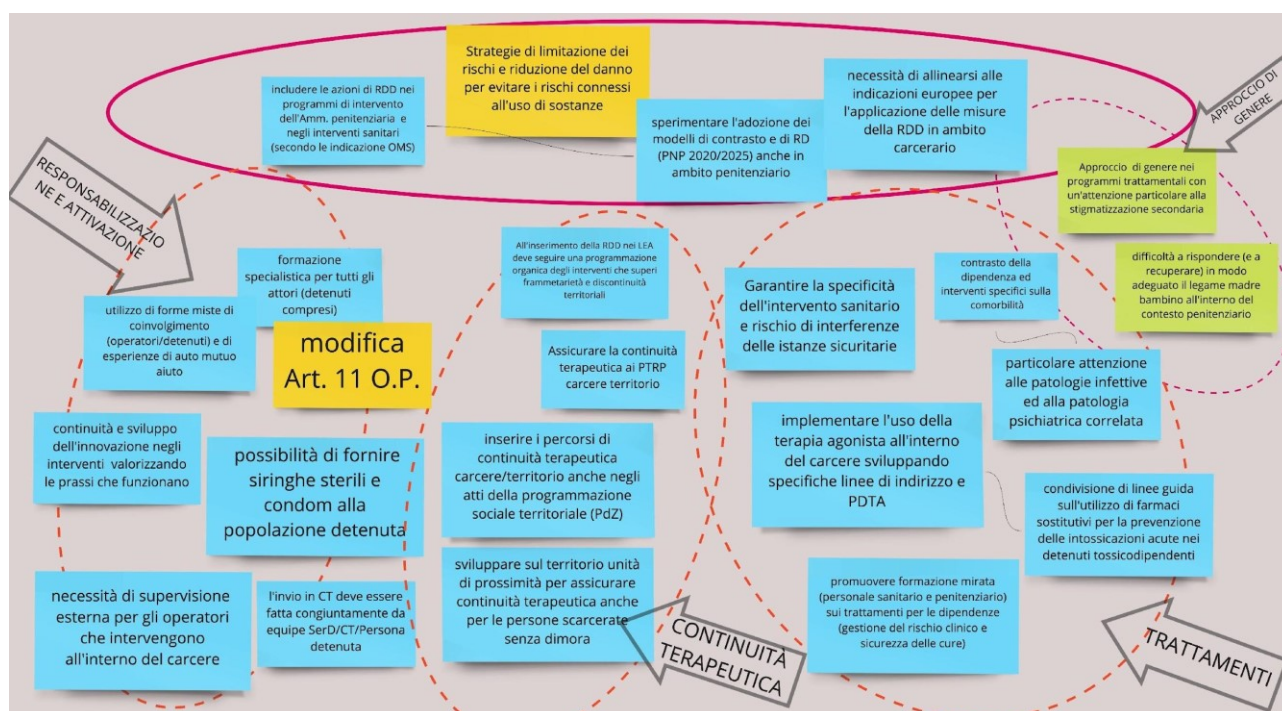 Strategie di limitazione dei
rischi e riduzione del danno
per evitare i rischi connessi
all'uso di sostanze
includere le azioni di RDD nei
programmi di intervento
dell'Amm. penitenziaria e
negli interventi sanitari
(secondo le indicazione OMS)
sperimentare l'adozione dei
modelli di contrasto e di RD
(PNP 2020/2025) anche in
ambito penitenziario
necessità di allinearsi alle
indicazioni europee per
l'applicazione delle misure
della RDD in ambito
carcerario
APPROCCIO DI
GENERE
Approccio di genere nei
programmi trattamentali con
un'attenzione particolare alla
stigmatizzazione secondaria
difficoltà a rispondere (e a
recuperare) in modo
adeguato il legame madre
bambino all'interno del
contesto penitenziario
RESPONSABILIZZAZIO
NE E ATTIVAZIONE
formazione
specialistica per tutti gli
attori (detenuti
compresi)
utilizzo di forme miste di
coinvolgimento
(operatori/detenuti) e di
esperienze di auto mutuo
aiuto
modifica
Art. 11 O.P.
continuità e sviluppo
dell'innovazione negli
interventi valorizzando
le prassi che funzionano
possibilità di fornire
siringhe sterili e
condom alla
popolazione detenuta
necessità di supervisione
esterna per gli operatori
che intervengono
all'interno del carcere
l'invio in CT deve essere
fatta congiuntamente da
equipe SerD/CT/Persona
detenuta
All'inserimento della RDD nei LEA
deve seguire una programmazione
organica degli interventi che superi
frammetarietà e discontinuità
territoriali
Assicurare la continuità
terapeutica ai PTRP
carcere territorio
inserire i percorsi di
continuità terapeutica
carcere/territorio anche negli
atti della programmazione
sociale territoriale (PdZ)
sviluppare sul territorio unità
di prossimità per assicurare
continuità terapeutica anche
per le persone scarcerate
senza dimora
CONTINUITÀ
TERAPEUTICA
Garantire la specificità
dell'intervento sanitario
e rischio di interferenze
delle istanze sicuritarie
contrasto della
dipendenza ed
interventi specifici sulla
comorbilità
particolare attenzione
alle patologie infettive
ed alla patologia
psichiatrica correlata
implementare l'uso della
terapia agonista all'interno
del carcere sviluppando
specifiche linee di indirizzo e
PDTA
condivisione di linee guida
sull'utilizzo di farmaci
sostitutivi per la prevenzione
delle intossicazioni acute nei
detenuti tossicodipendenti
promuovere formazione mirata
(personale sanitario e penitenziario)
sui trattamenti per le dipendenze
(gestione del rischio clinico e
sicurezza delle cure)
TRATTAMENTI